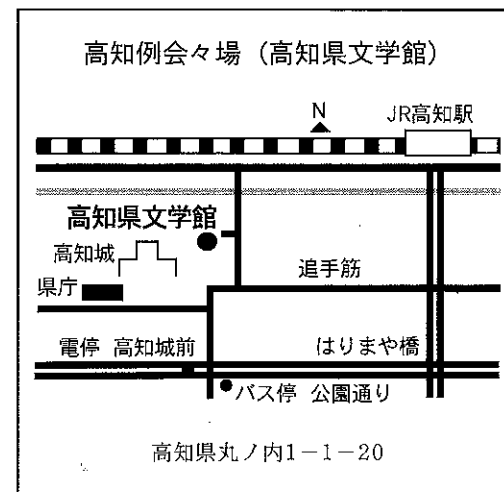 高知例会々場（高知県文学館）
N
JR高知駅
高知県文学館
高知城
追手筋
県庁
電停 高知城前
はりまや橋
バス停 公園通り
高知県丸ノ内1－1－20